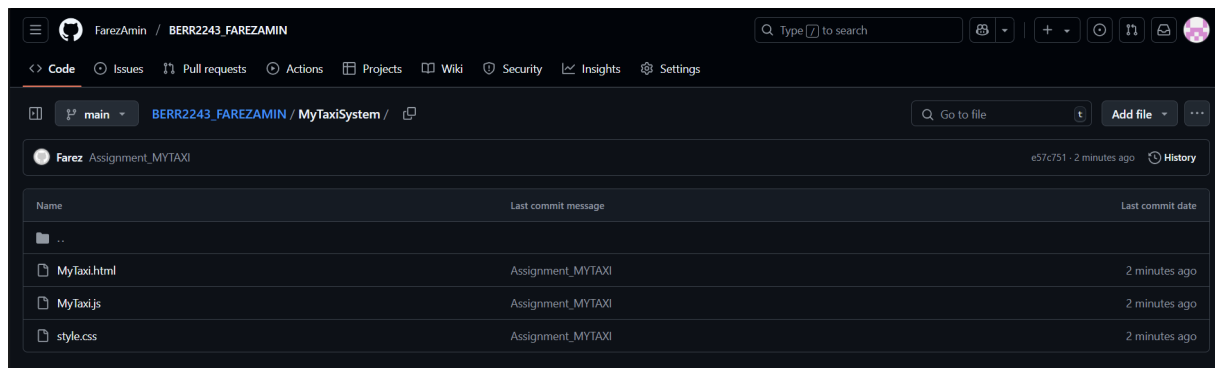 FarezAmin / BERR2243_FAREZAMIN Type / to search
Code Issues Pull requests Actions Projects Wiki Security Insights Settings
main BERR2243_FAREZAMIN / MyTaxiSystem / Go to file t Add file
Farez Assignment_MYTAXI e57c751 · 2 minutes ago History
Name Last commit message Last commit date
..
MyTaxi.html Assignment_MYTAXI 2 minutes ago
MyTaxi.js Assignment_MYTAXI 2 minutes ago
style.css Assignment_MYTAXI 2 minutes ago